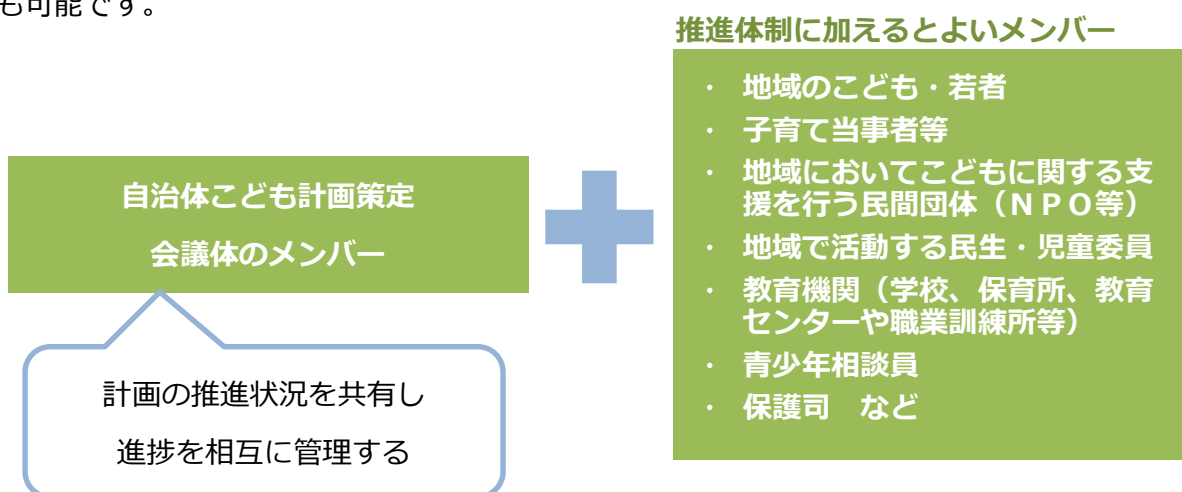 も可能です。
推進体制に加えるとよいメンバー
自治体こども計画策定
会議体のメンバー
計画の推進状況を共有し
進捗を相互に管理する
・ 地域のこども・若者
・ 子育て当事者等
・ 地域においてこどもに関する支
援を行う民間団体（ＮＰＯ等）
・ 地域で活動する民生・児童委員
・ 教育機関（学校、保育所、教育
センターや職業訓練所等）
・ 青少年相談員
・ 保護司　など